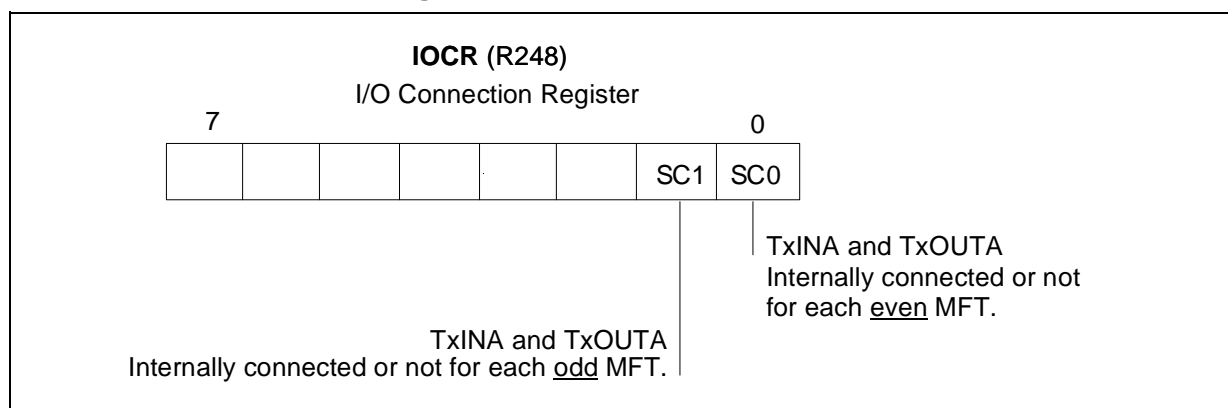 IOCR (R248)
I/O Connection Register
7 0
SC1 SC0
TxINA and TxOUTA
Internally connected or not
for each even MFT.
TxINA and TxOUTA
Internally connected or not for each odd MFT.